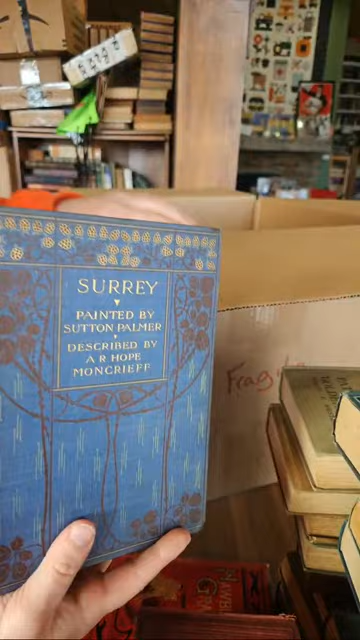 SURREY
PAINTED BY
SUTTON PALMER
DESCRIBED BY
A R HOPE
MONCRIEFF
Fragile